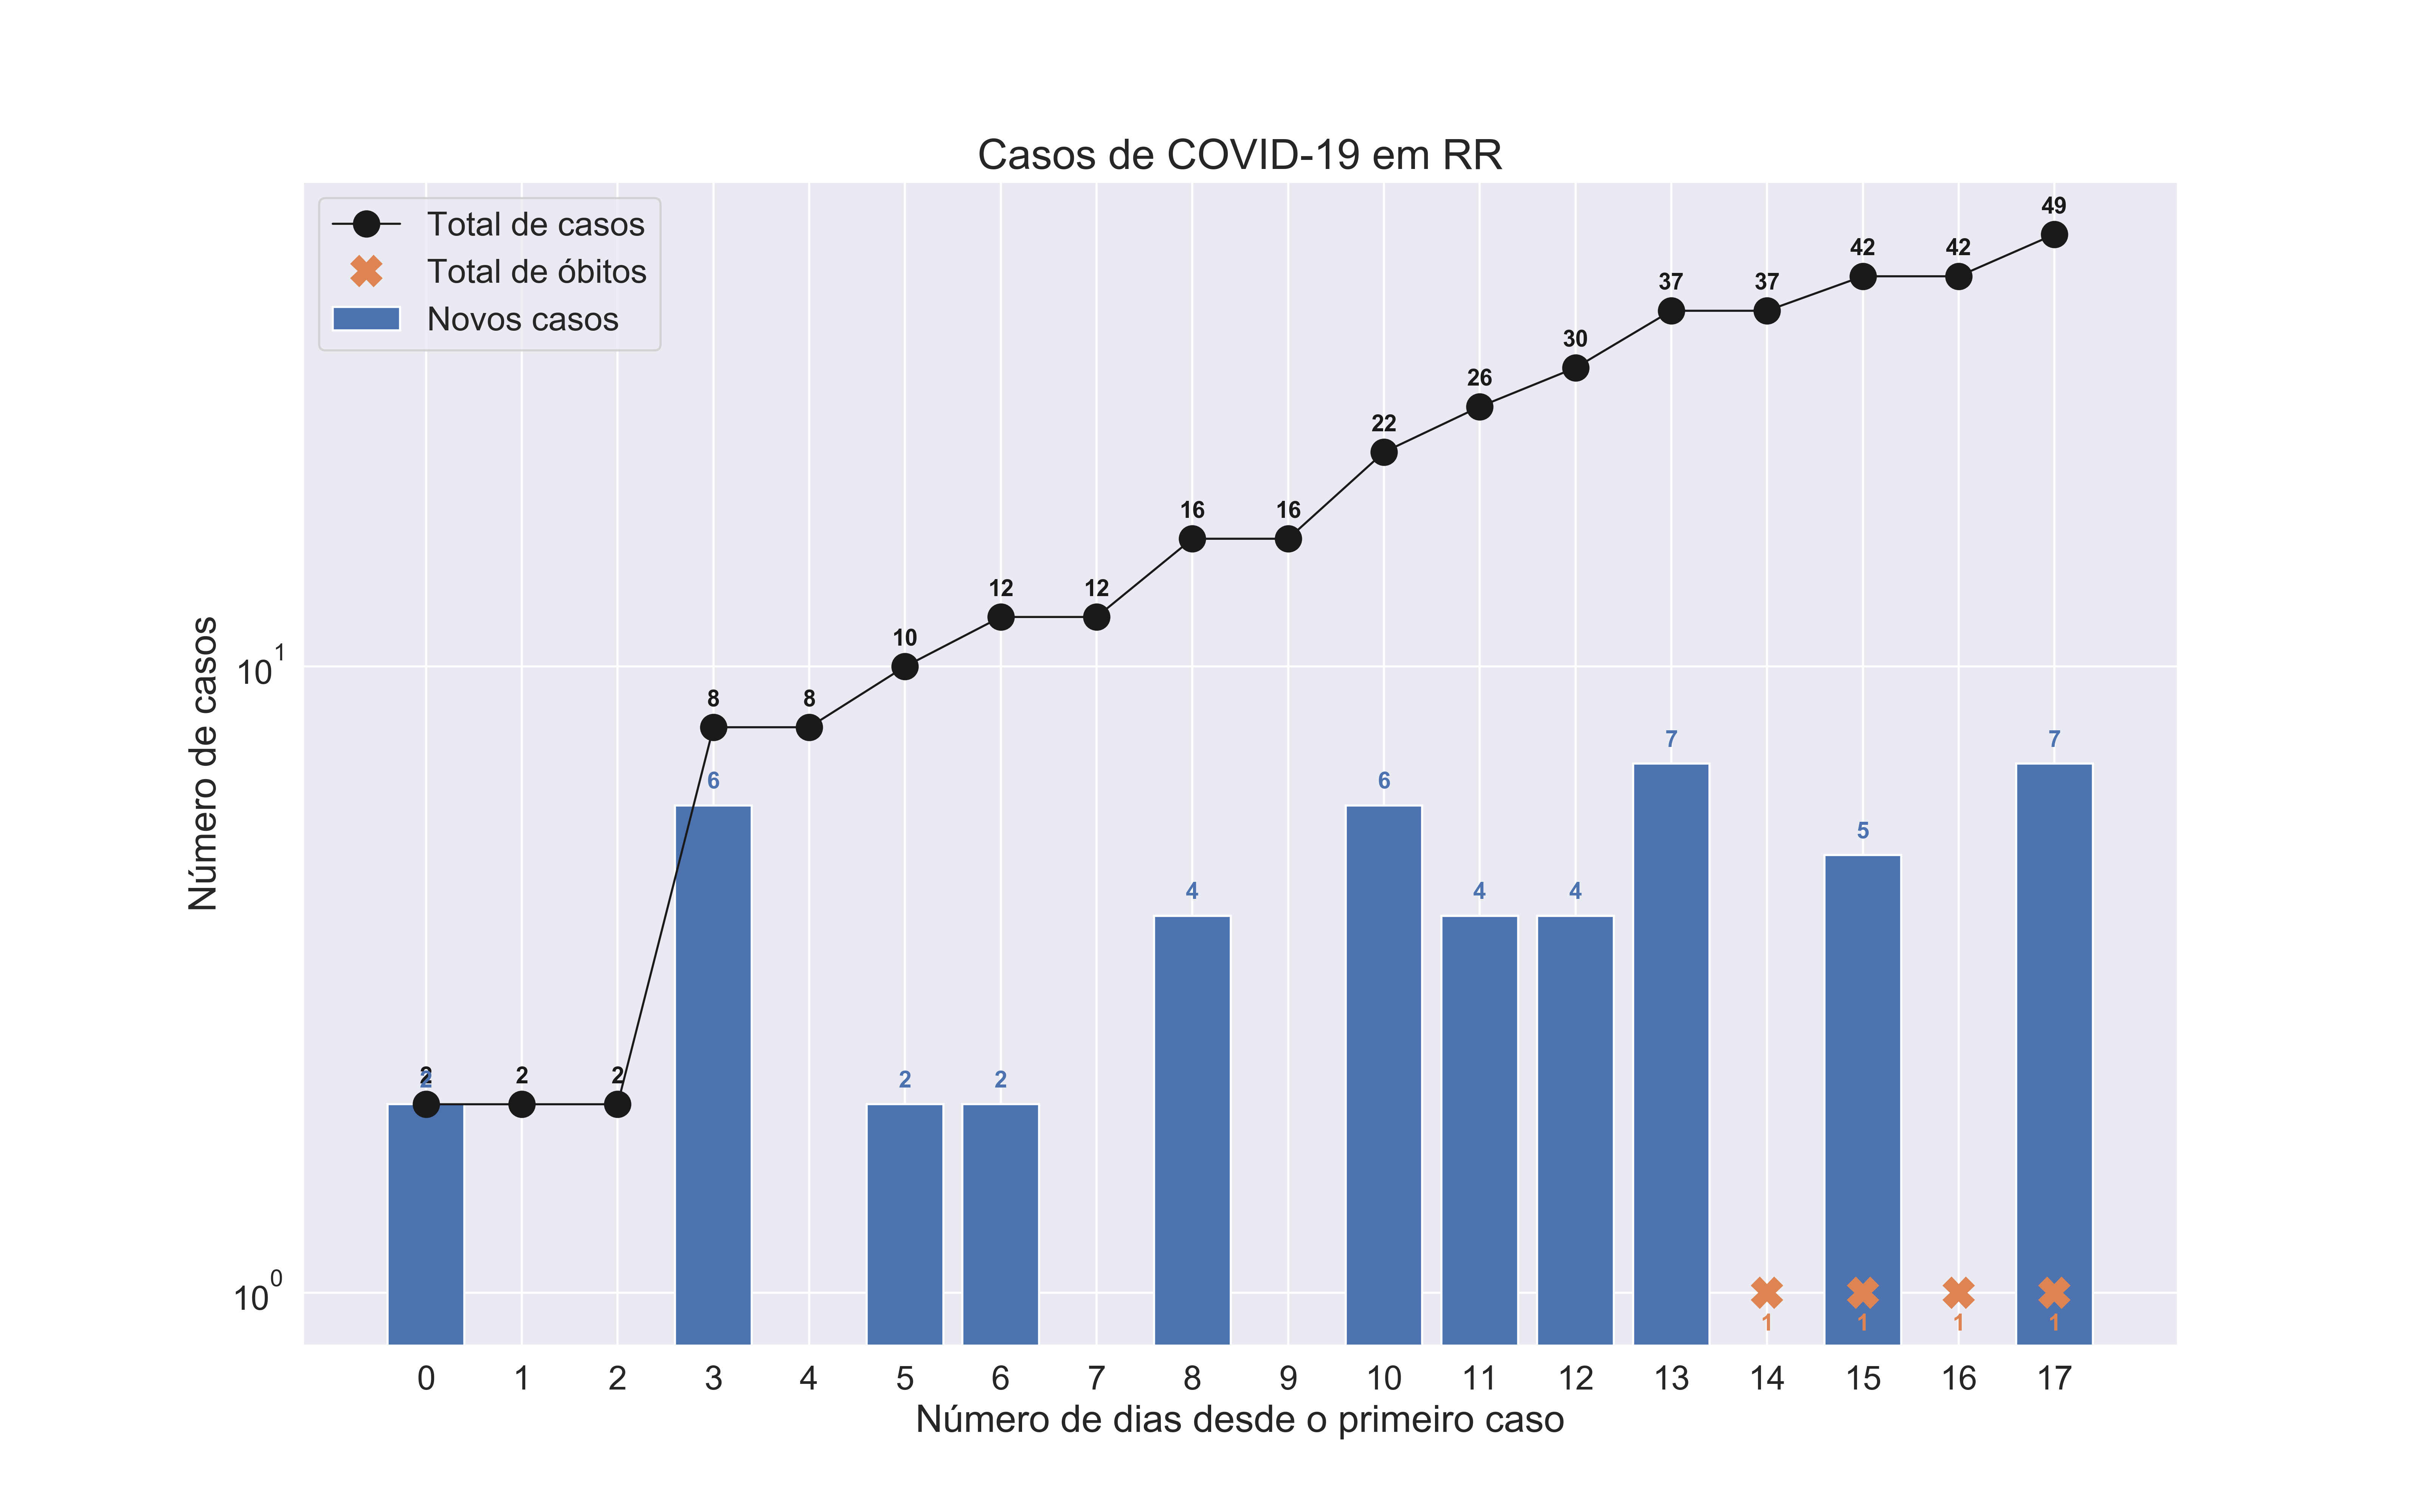 Casos de COVID-19 em RR
Total de casos
Total de óbitos
Novos casos
Número de casos
10^1
10^0
2 2 2 8 8 10 12 12 16 16 22 26 30 37 37 42 42 49
2 6 2 2 4 6 4 4 7 5 7
1 1 1 1
0 1 2 3 4 5 6 7 8 9 10 11 12 13 14 15 16 17
Número de dias desde o primeiro caso